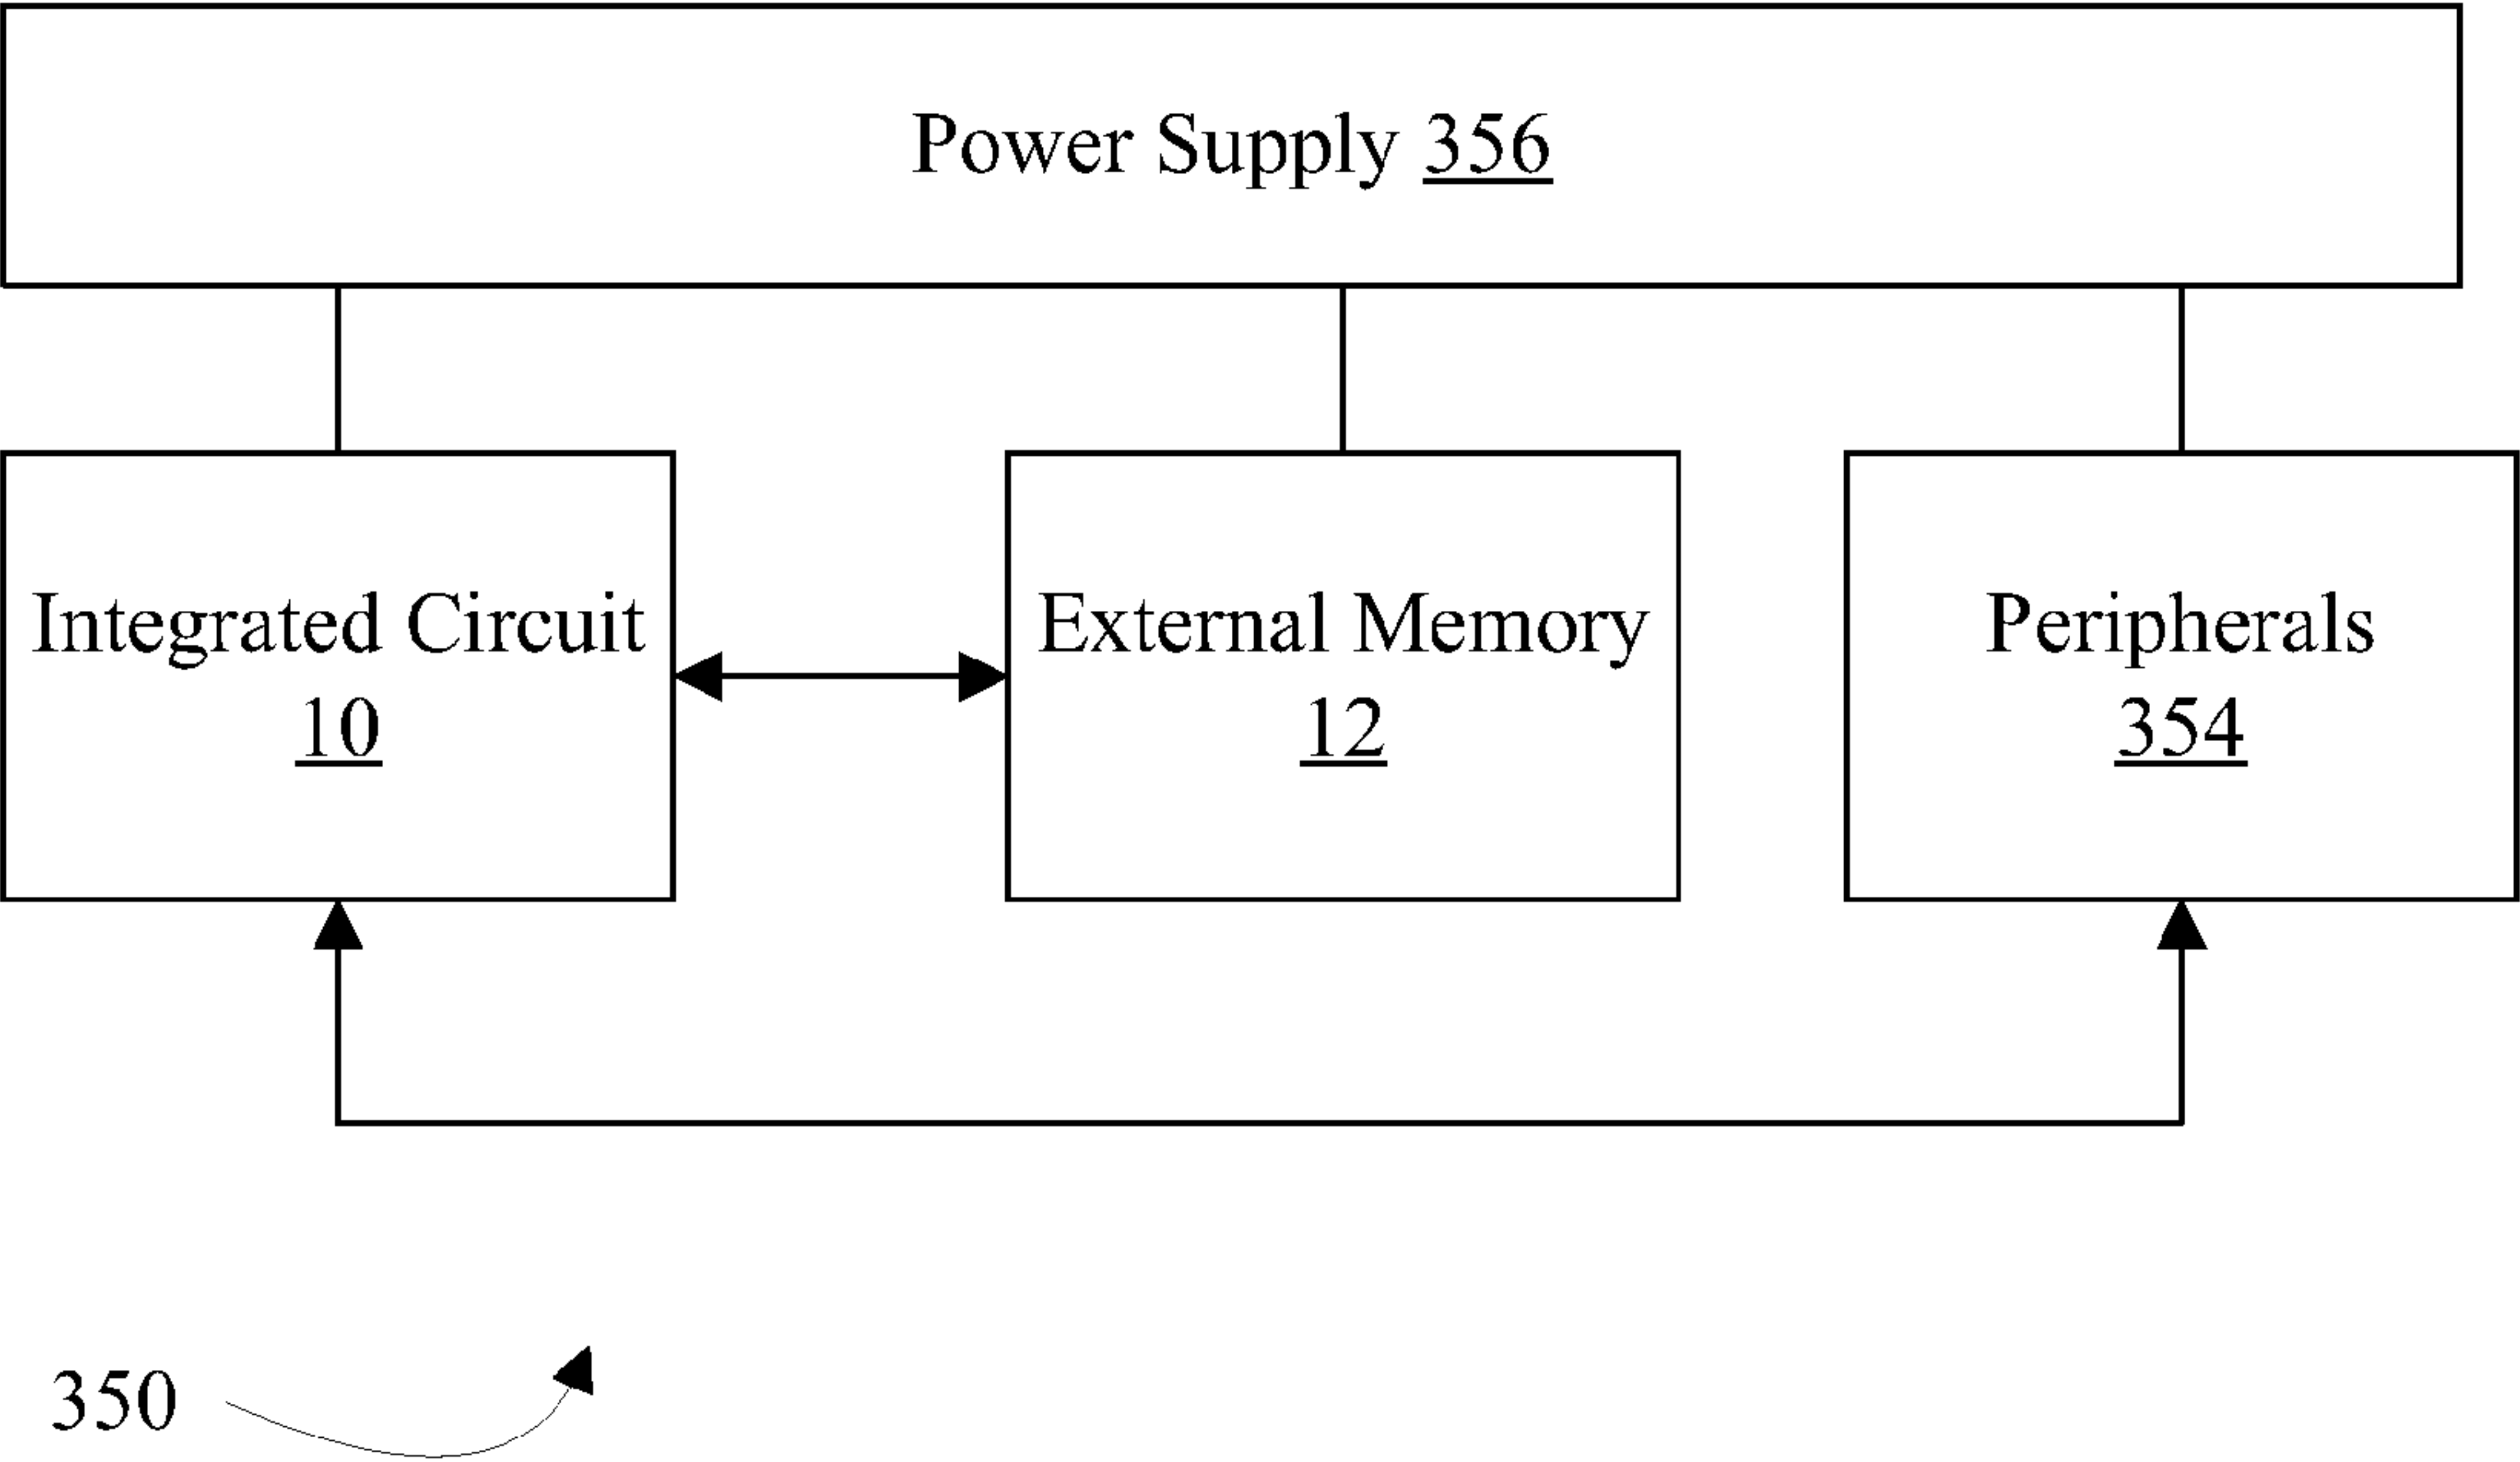 Power Supply 356
Integrated Circuit
10
External Memory
12
Peripherals
354
350